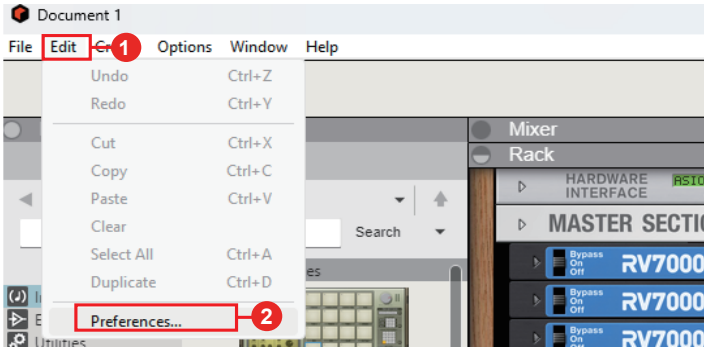 Document 1
File Edit Options Window Help
1
Undo Ctrl+Z
Redo Ctrl+Y
Cut Ctrl+X
Copy Ctrl+C
Paste Ctrl+V
Clear
Select All Ctrl+A
Duplicate Ctrl+D
Preferences...
2
Search
Utilities
Mixer
Rack
HARDWARE
INTERFACE
ASIO
MASTER SECTIO
Bypass
On
Off
RV7000
Bypass
On
Off
RV7000
Bypass
On
Off
RV7000